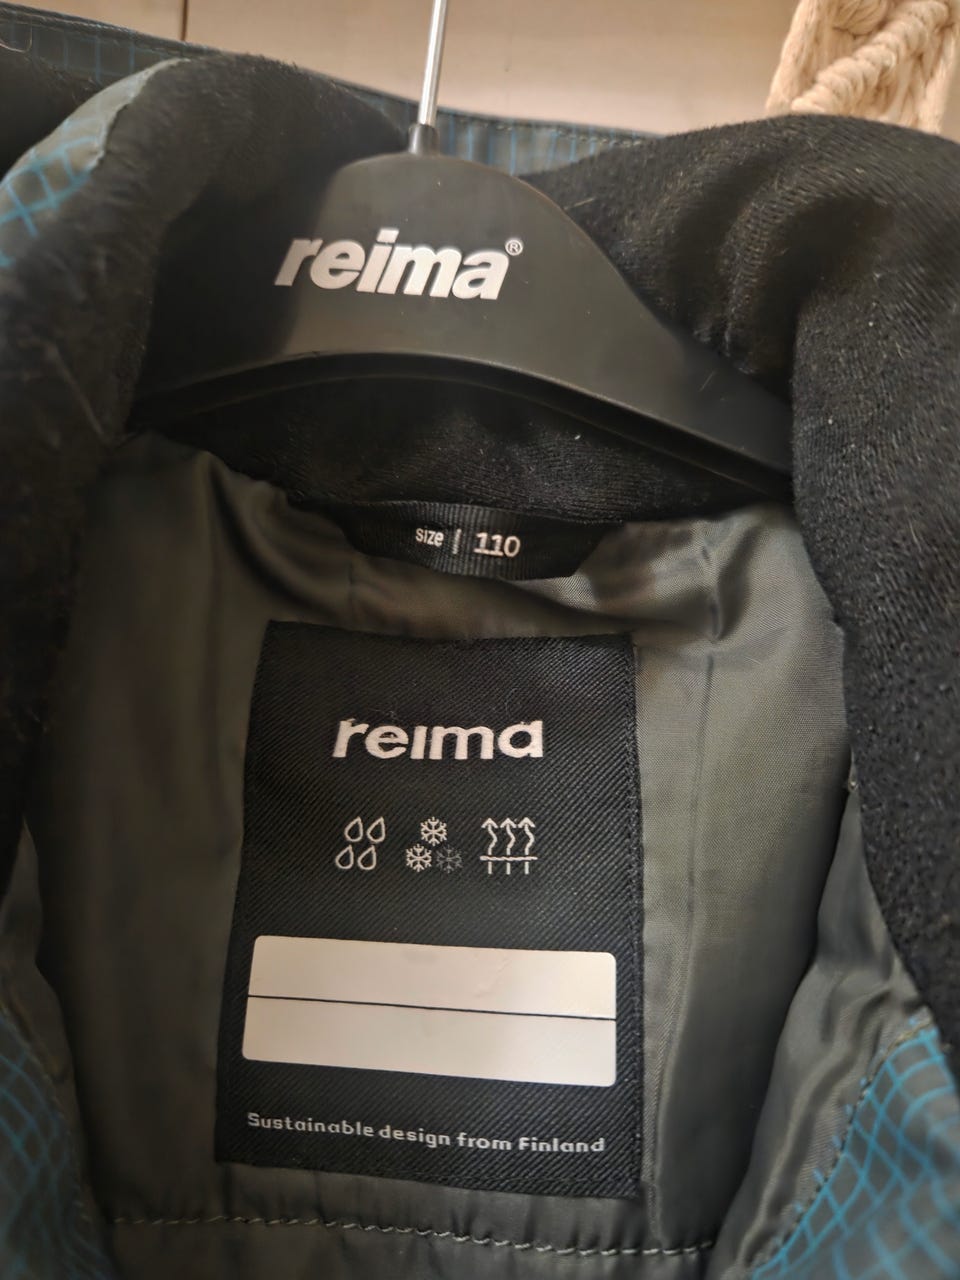 reima®
size | 110
reima
Sustainable design from Finland